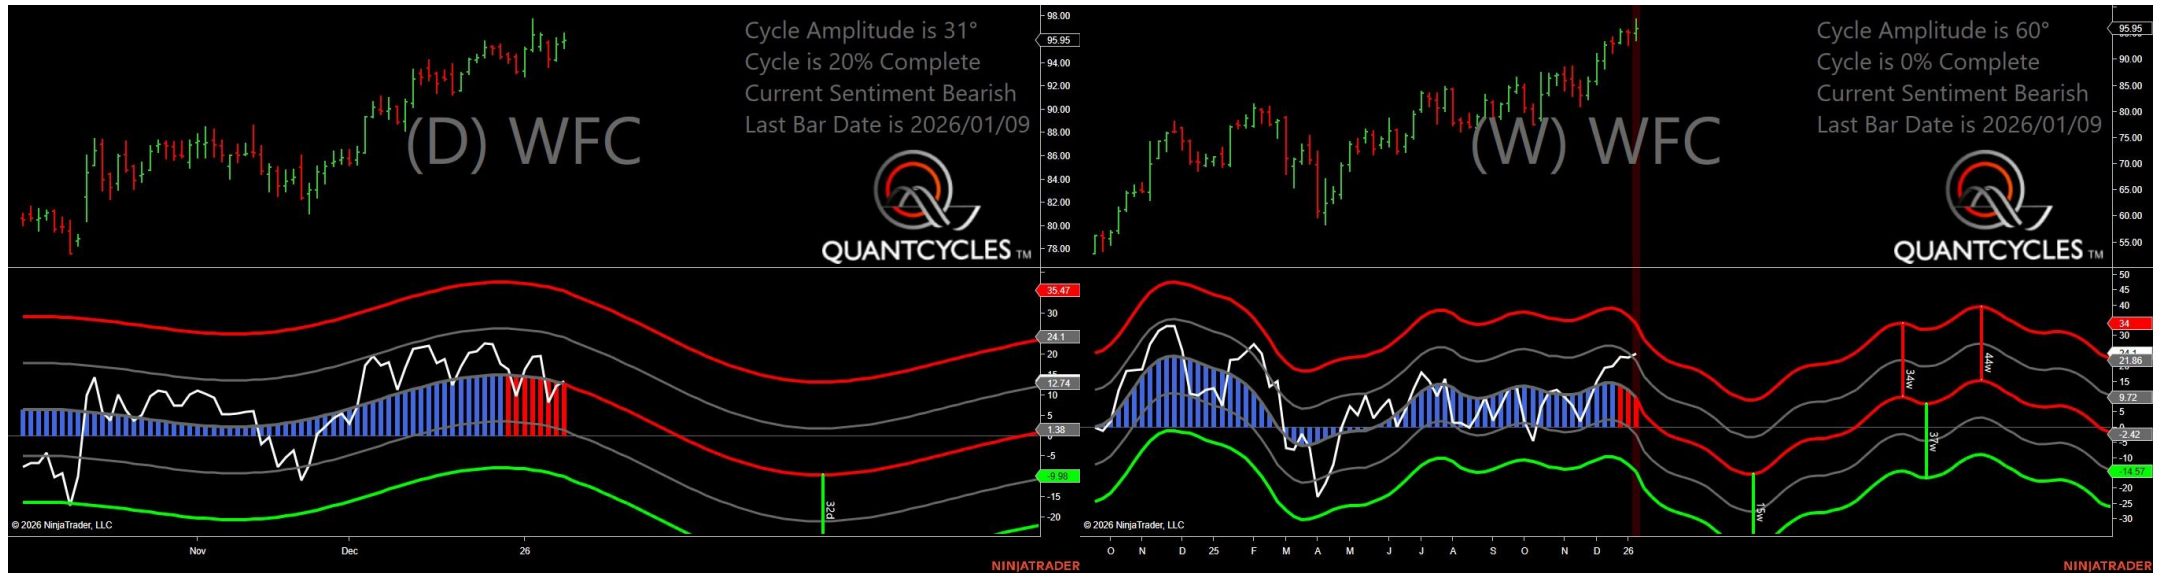 Cycle Amplitude is 31°
Cycle is 20% Complete
Current Sentiment Bearish
Last Bar Date is 2026/01/09
(D) WFC
QUANTCYCLES TM
98.00
95.95
94.00
92.00
90.00
88.00
86.00
84.00
82.00
80.00
78.00
35.47
30
24.1
20
15
12.74
10
5
1.38
0
-5
-9.98
-15
-20
32d
© 2026 NinjaTrader, LLC
Nov
Dec
26
NINJATRADER
Cycle Amplitude is 60°
Cycle is 0% Complete
Current Sentiment Bearish
Last Bar Date is 2026/01/09
(W) WFC
QUANTCYCLES TM
95.95
90.00
85.00
80.00
75.00
70.00
65.00
60.00
55.00
50
45
40
34
30
24.1
21.86
15
9.72
5
-2.42
-5
-10
-14.57
-20
-25
-30
15w
34w
37w
44w
© 2026 NinjaTrader, LLC
O N D 25 F M A M J J A S O N D 26
NINJATRADER